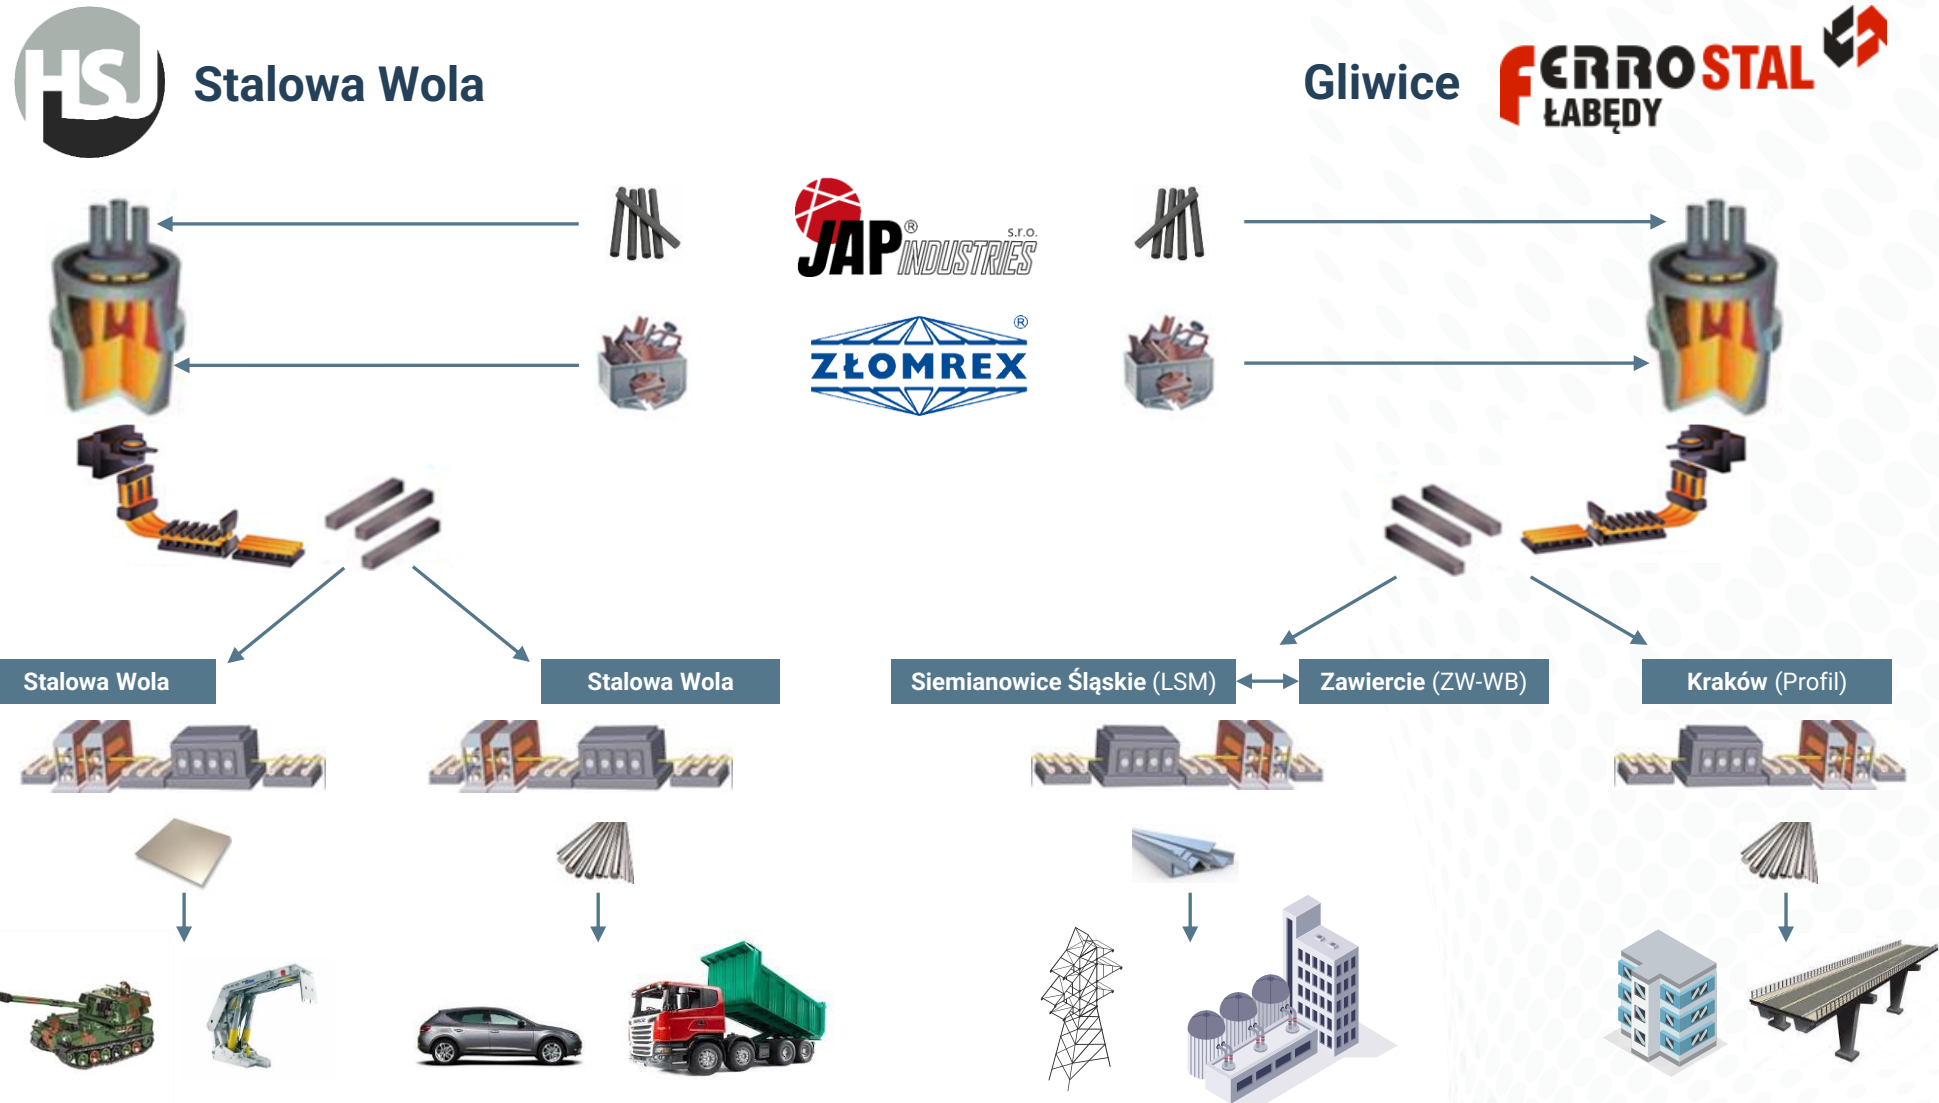 HSJ
Stalowa Wola
Gliwice
FERROSTAL
ŁABĘDY
JAP®
INDUSTRIES
s.r.o.
ZŁOMREX®
Stalowa Wola
Stalowa Wola
Siemianowice Śląskie (LSM)
Zawiercie (ZW-WB)
Kraków (Profil)